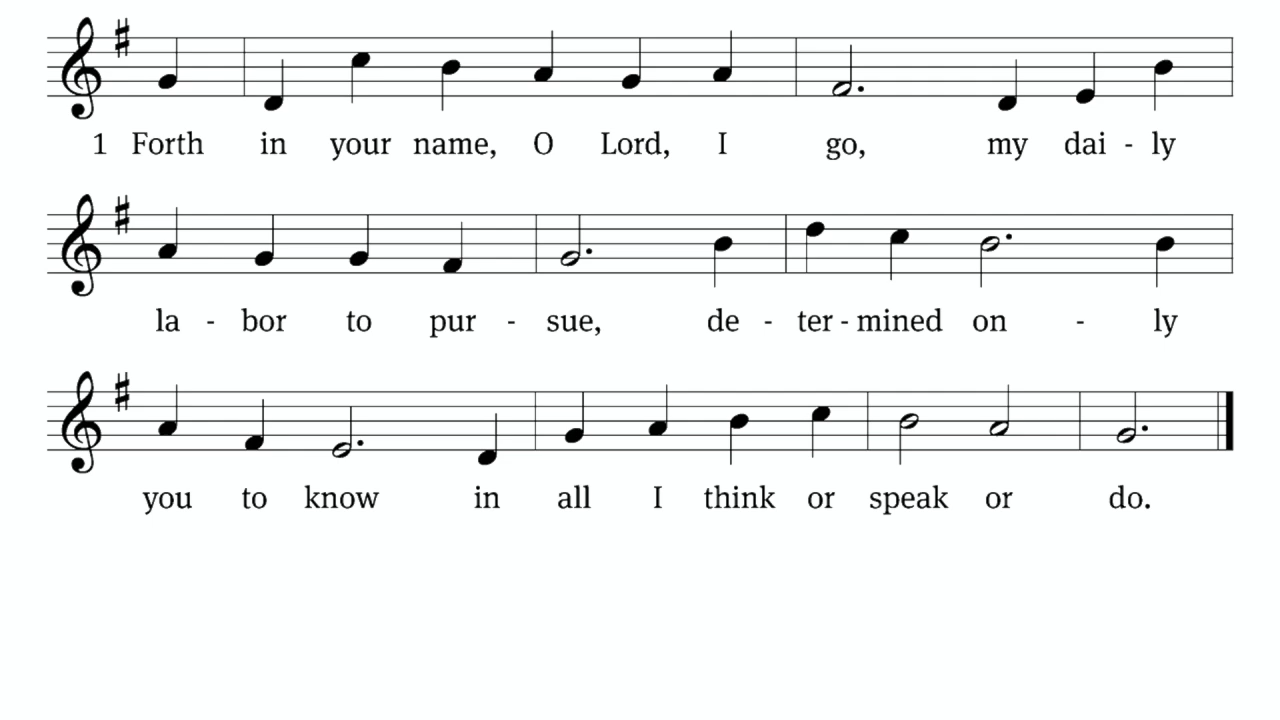 1 Forth in your name, O Lord, I go, my dai - ly
la - bor to pur - sue, de - ter - mined on - ly
you to know in all I think or speak or do.